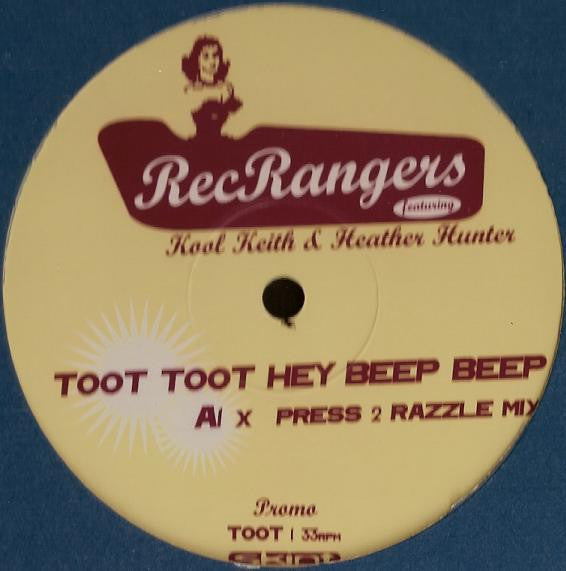 RecRangers
featuring
Kool Keith & Heather Hunter
TOOT TOOT HEY BEEP BEEP
A/ X PRESS 2 RAZZLE MIX
Promo
TOOT 1 33RPM
SKINT